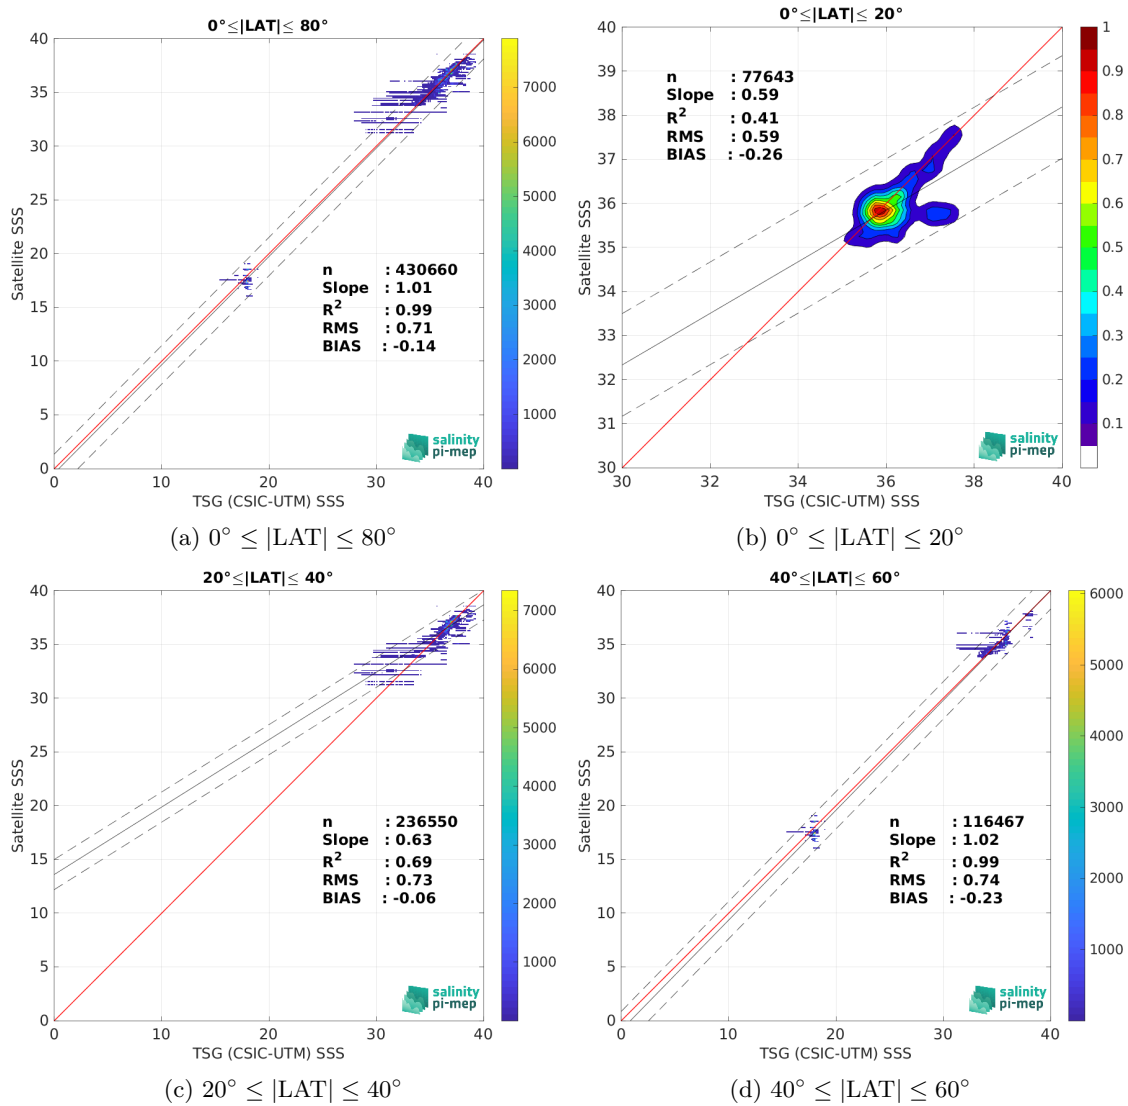 0°≤|LAT|≤ 80°
40
35
30
25
20
15
10
5
0
Satellite SSS
n : 430660
Slope : 1.01
R² : 0.99
RMS : 0.71
BIAS : -0.14
salinity
pi-mep
0 10 20 30 40
TSG (CSIC-UTM) SSS
7000
6000
5000
4000
3000
2000
1000
(a) 0° ≤ |LAT| ≤ 80°
0°≤|LAT|≤ 20°
40
39
38
37
36
35
34
33
32
31
30
Satellite SSS
n : 77643
Slope : 0.59
R² : 0.41
RMS : 0.59
BIAS : -0.26
salinity
pi-mep
30 32 34 36 38 40
TSG (CSIC-UTM) SSS
1
0.9
0.8
0.7
0.6
0.5
0.4
0.3
0.2
0.1
(b) 0° ≤ |LAT| ≤ 20°
20°≤|LAT|≤ 40°
40
35
30
25
20
15
10
5
0
Satellite SSS
n : 236550
Slope : 0.63
R² : 0.69
RMS : 0.73
BIAS : -0.06
salinity
pi-mep
0 10 20 30 40
TSG (CSIC-UTM) SSS
7000
6000
5000
4000
3000
2000
1000
(c) 20° ≤ |LAT| ≤ 40°
40°≤|LAT|≤ 60°
40
35
30
25
20
15
10
5
0
Satellite SSS
n : 116467
Slope : 1.02
R² : 0.99
RMS : 0.74
BIAS : -0.23
salinity
pi-mep
0 10 20 30 40
TSG (CSIC-UTM) SSS
6000
5000
4000
3000
2000
1000
(d) 40° ≤ |LAT| ≤ 60°